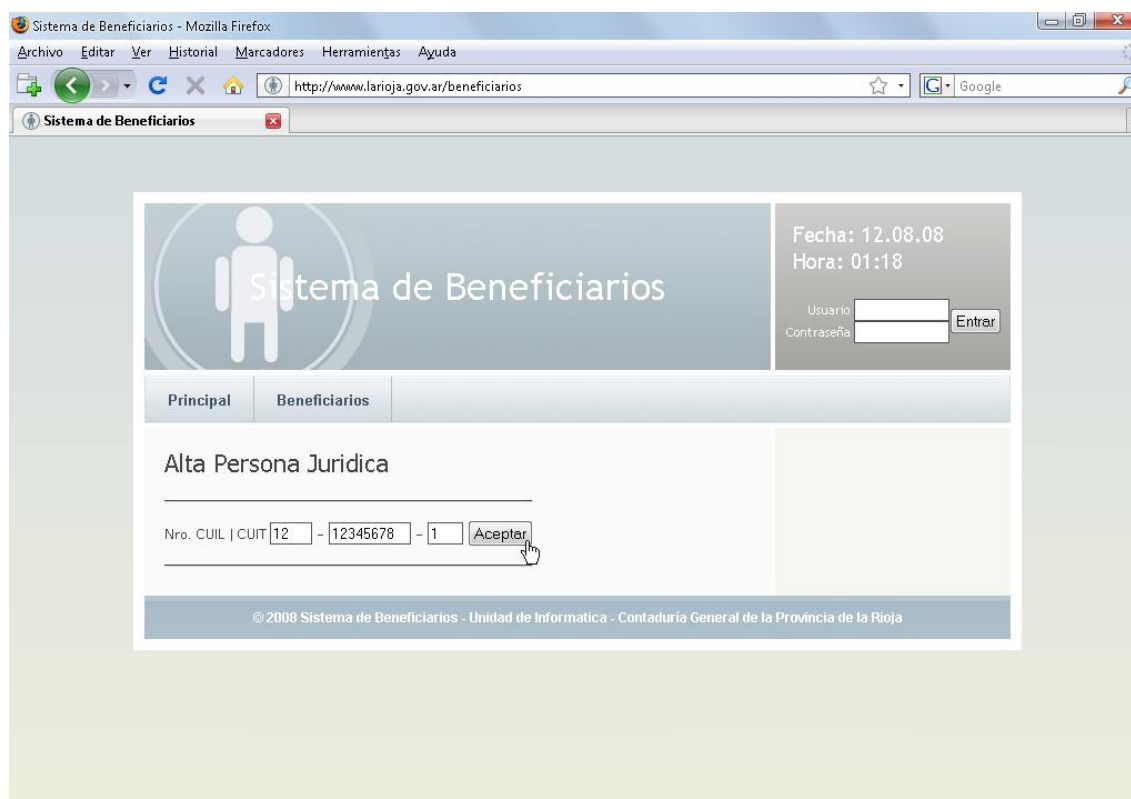 Sistema de Beneficiarios - Mozilla Firefox
Archivo Editar Ver Historial Marcadores Herramientas Ayuda
http://www.larioja.gov.ar/beneficiarios
G Google
Sistema de Beneficiarios
Sistema de Beneficiarios
Fecha: 12.08.08
Hora: 01:18
Usuario
Contraseña
Entrar
Principal Beneficiarios
Alta Persona Juridica
Nro. CUIL | CUIT 12 - 12345678 - 1 Aceptar
© 2008 Sistema de Beneficiarios - Unidad de Informatica - Contaduría General de la Provincia de la Rioja